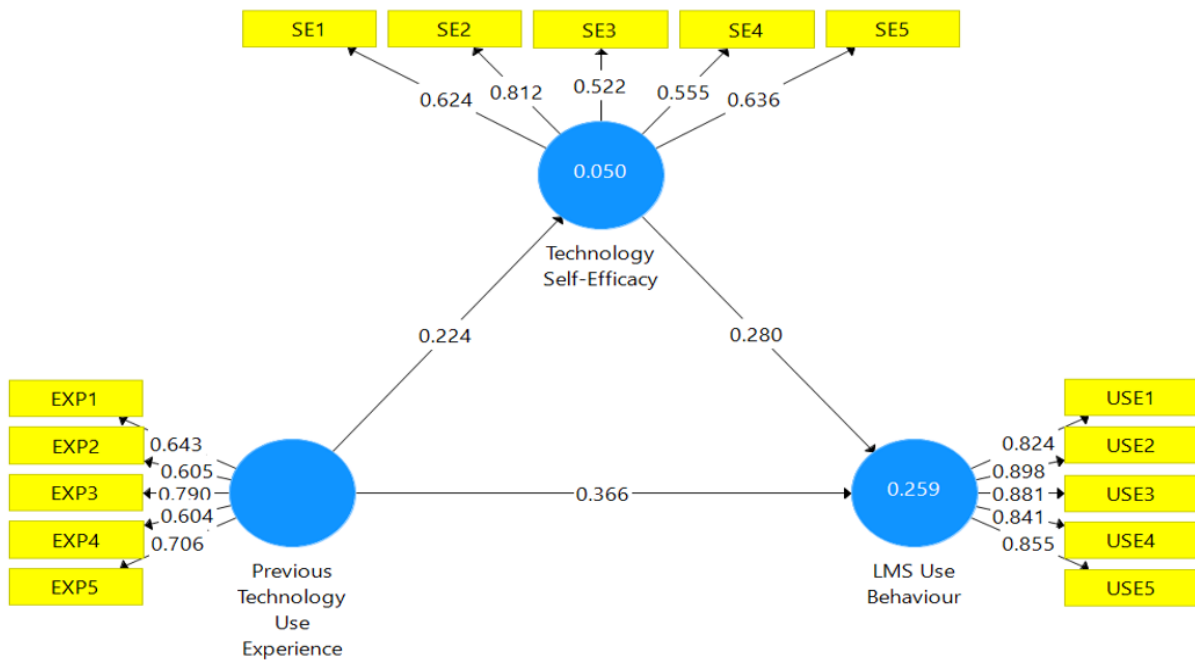 SE1
SE2
SE3
SE4
SE5
0.624
0.812
0.522
0.555
0.636
0.050
Technology
Self-Efficacy
0.224
0.280
EXP1
EXP2
EXP3
EXP4
EXP5
0.643
0.605
0.790
0.604
0.706
Previous
Technology
Use
Experience
0.366
0.259
LMS Use
Behaviour
0.824
0.898
0.881
0.841
0.855
USE1
USE2
USE3
USE4
USE5